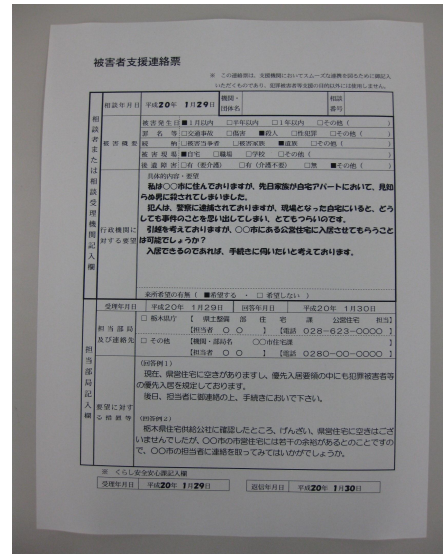 被害者支援連絡票
※ この連絡票は、支援機関においてスムーズな連携を図るために御記入
いただくものであり、犯罪被害者等支援の目的以外には使用しません。
相談者または相談受理機関記入欄
相談年月日 平成20年 1月29日 機関・団体名 相談番号
被害概要
被害発生日 ■1月以内 □半年以内 □1年以内 □その他（ ）
罪名等 □交通事故 □傷害 ■殺人 □性犯罪 □その他（ ）
続柄 □被害当事者 □被害家族 ■遺族 □その他（ ）
被害現場 ■自宅 □職場 □学校 □その他（ ）
後遺障害 □有（要介護） □有（介護不要） □無 ■その他（ ）
行政機関に対する要望
具体的内容・要望
私は〇〇市に住んでおりますが、先日家族が自宅アパートにおいて、見知
らぬ男に殺されてしまいました。
犯人は、警察に逮捕されておりますが、現場となった自宅にいると、どう
しても事件のことを思い出してしまい、とてもつらいのです。
引越を考えておりますが、〇〇市にある公営住宅に入居させてもらうこと
は可能でしょうか？
入居できるのであれば、手続きに伺いたいと考えております。
来所希望の有無（ ■希望する ・ □ 希望しない ）
担当部局記入欄
受理年月日 平成20年 1月29日 回答年月日 平成20年 1月30日
担当部局及び連絡先
□ 栃木県庁 【 県土整備 部 住宅 課 公営住宅 担当】
【担当者 〇 〇 】 【電話 028-623-0000 】
□ その他 【機関・部局名 〇〇市住宅課 】
【担当者 〇 〇 】 【電話 0280-00-0000 】
要望に対する措置等
（回答例1）
現在、県営住宅に空きがありますし、優先入居要領の中にも犯罪被害者等
の優先入居を規定しております。
後日、担当者に御連絡の上、手続きにおいで下さい。
（回答例2）
栃木県住宅供給公社に確認したところ、げんざい、県営住宅に空きはござ
いませんでしたが、〇〇市の市営住宅には若干の余裕があるとのことですの
で、〇〇市の担当者に連絡を取ってみてはいかがでしょうか。
※ くらし安全安心課記入欄
受理年月日 平成20年 1月29日 返信年月日 平成20年 1月30日